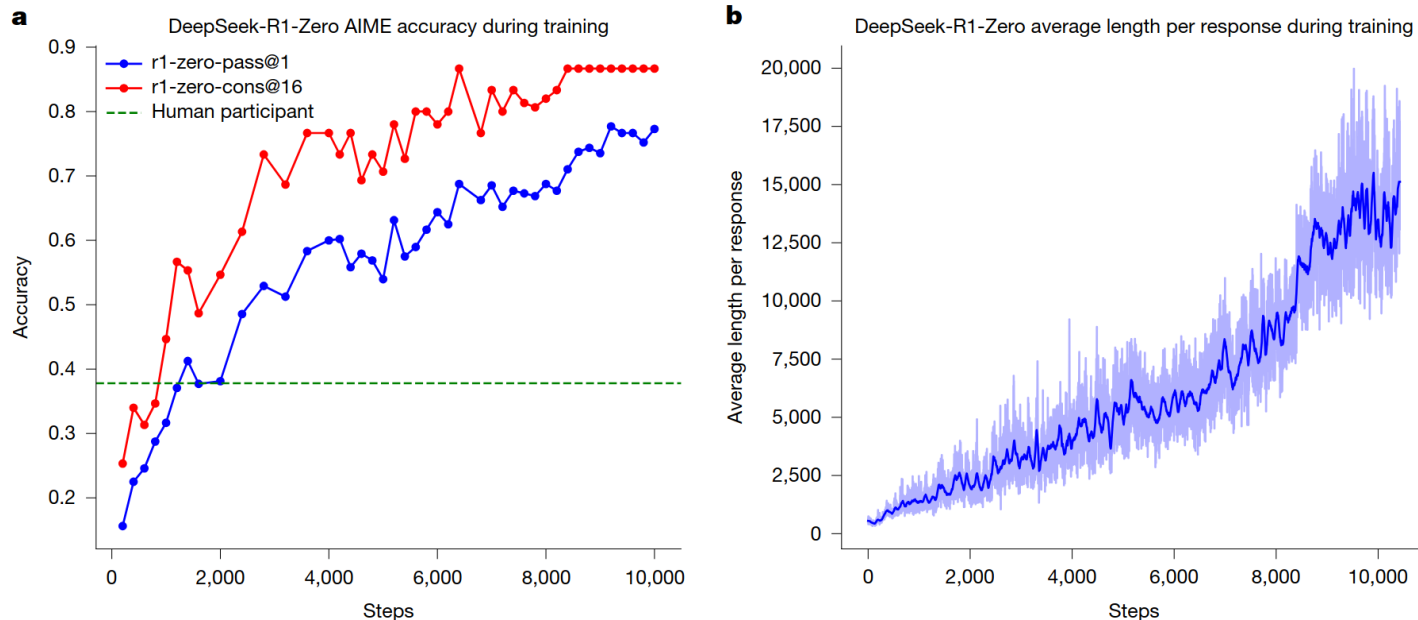 a
DeepSeek-R1-Zero AIME accuracy during training
r1-zero-pass@1
r1-zero-cons@16
Human participant
Accuracy
0.9
0.8
0.7
0.6
0.5
0.4
0.3
0.2
0 2,000 4,000 6,000 8,000 10,000
Steps
b
DeepSeek-R1-Zero average length per response during training
Average length per response
20,000
17,500
15,000
12,500
10,000
7,500
5,000
2,500
0
0 2,000 4,000 6,000 8,000 10,000
Steps